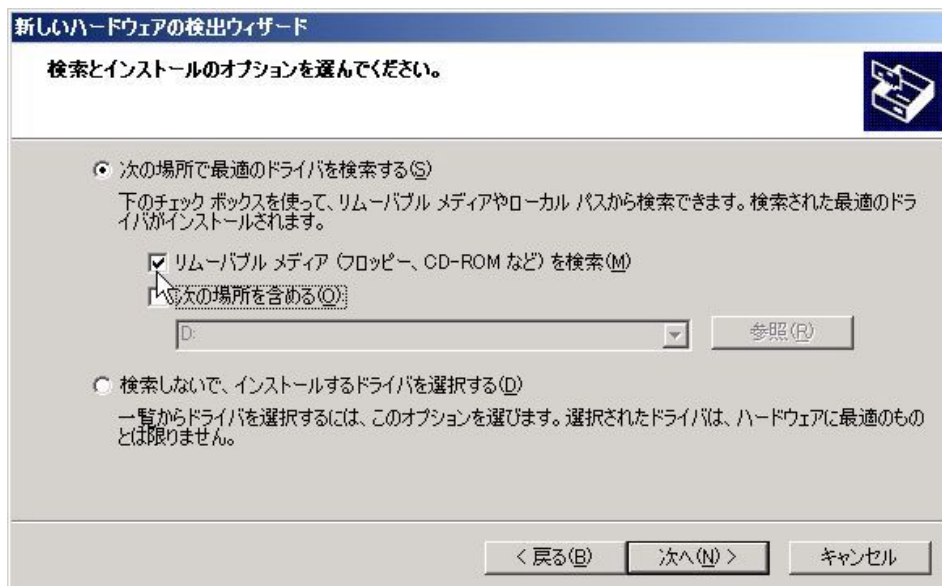 新しいハードウェアの検出ウィザード
検索とインストールのオプションを選んでください。
次の場所で最適のドライバを検索する(S)
下のチェック ボックスを使って、リムーバブル メディアやローカル パスから検索できます。検索された最適のドラ
イバがインストールされます。
リムーバブル メディア (フロッピー、CD-ROM など) を検索(M)
次の場所を含める(O):
D:
参照(R)
検索しないで、インストールするドライバを選択する(D)
一覧からドライバを選択するには、このオプションを選びます。選択されたドライバは、ハードウェアに最適のもの
とは限りません。
< 戻る(B)
次へ(N) >
キャンセル